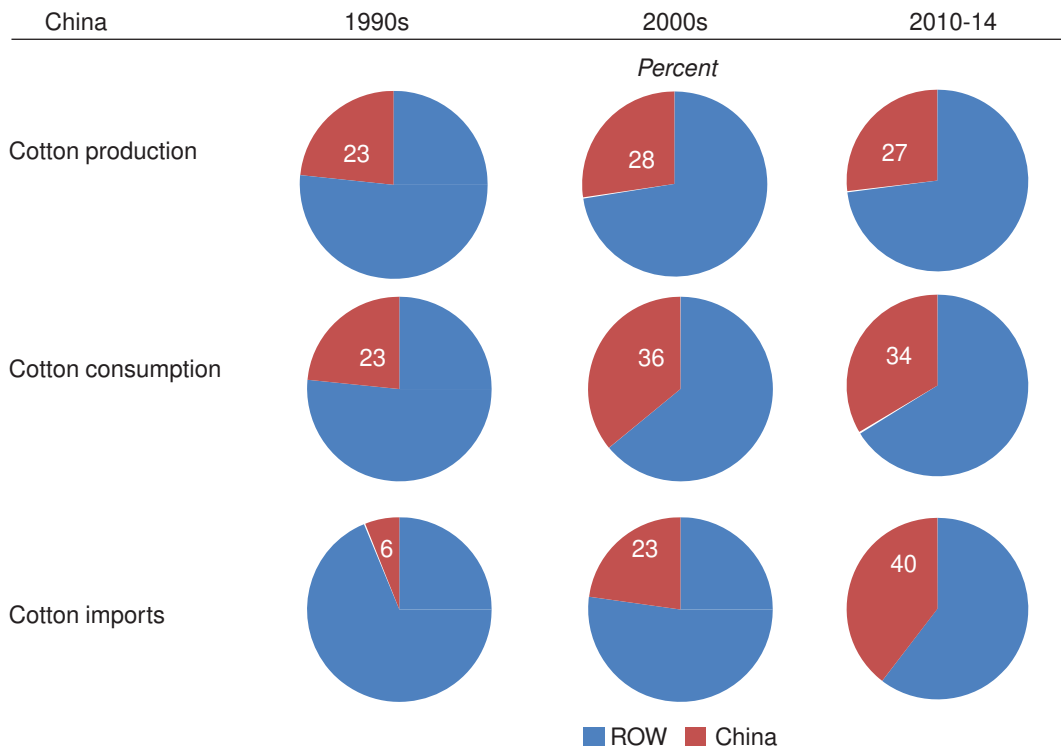 China 1990s 2000s 2010-14
Percent
Cotton production 23 28 27
Cotton consumption 23 36 34
Cotton imports 6 23 40
ROW China